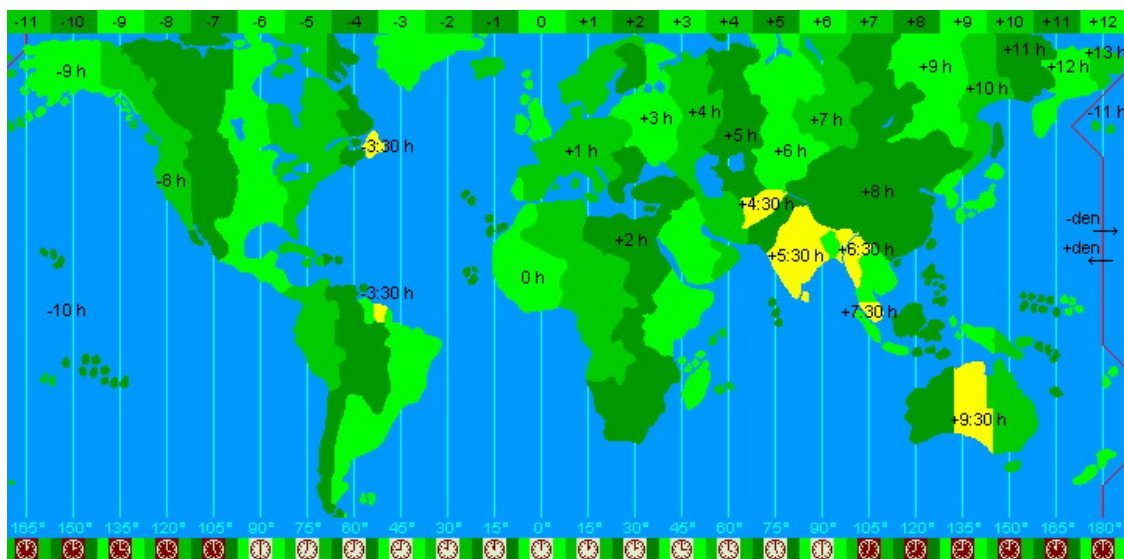 -11 -10 -9 -8 -7 -6 -5 -4 -3 -2 -1 0 +1 +2 +3 +4 +5 +6 +7 +8 +9 +10 +11 +12
+11 h
+13 h
-9 h
+9 h
+12 h
+10 h
-11 h
+4 h
+3 h
+7 h
+5 h
-3:30 h
+1 h
+6 h
-8 h
+8 h
+4:30 h
-den
+2 h
+6:30 h
+den
+5:30 h
0 h
-3:30 h
-10 h
+7:30 h
+9:30 h
165° 150° 135° 120° 105° 90° 75° 60° 45° 30° 15° 0° 15° 30° 45° 60° 75° 90° 105° 120° 135° 150° 165° 180°